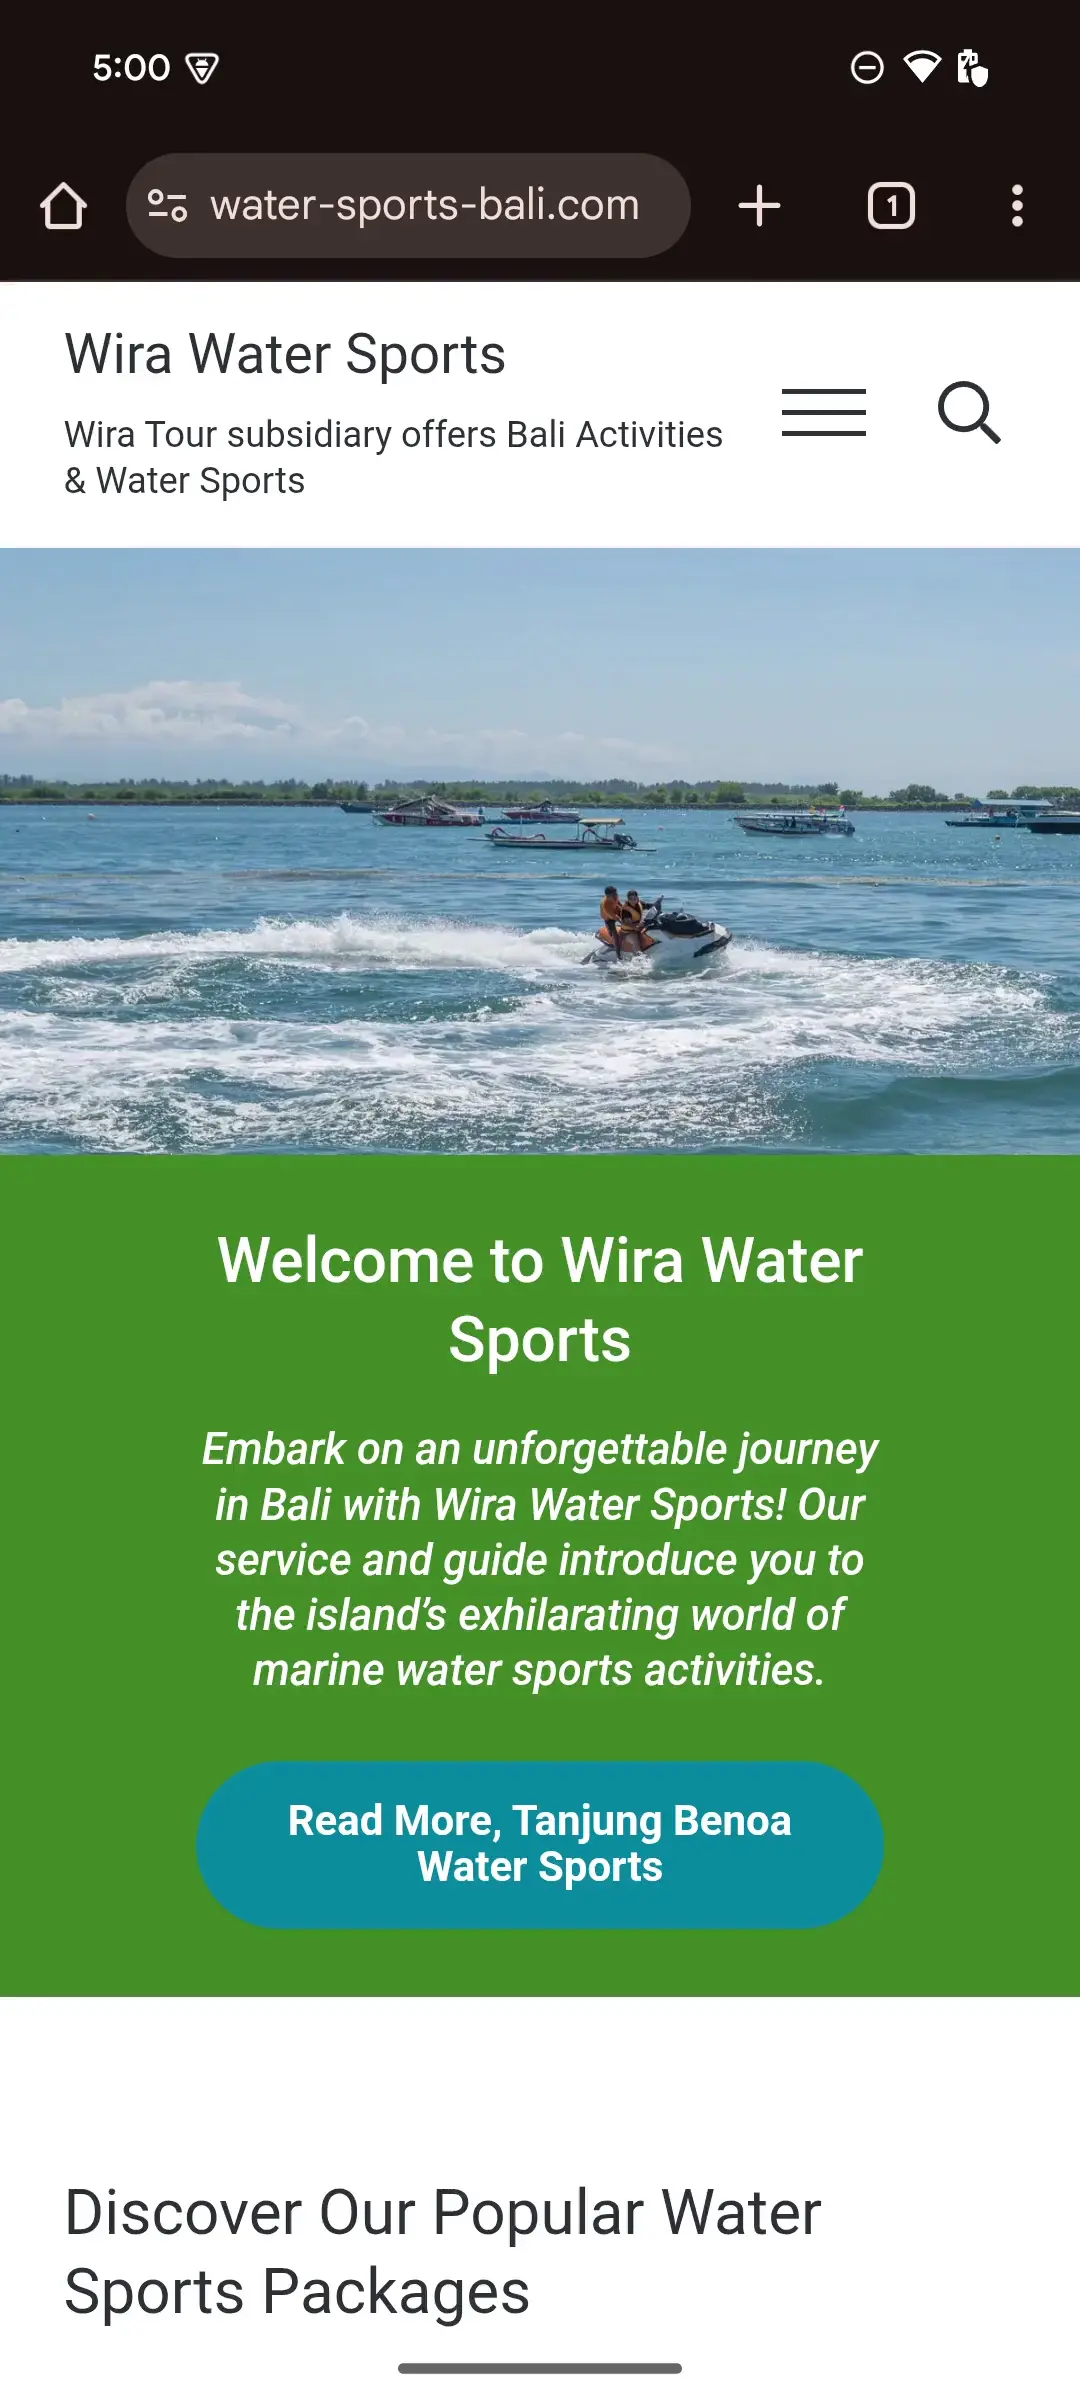 5:00
water-sports-bali.com
1
Wira Water Sports
Wira Tour subsidiary offers Bali Activities
& Water Sports
Welcome to Wira Water
Sports
Embark on an unforgettable journey
in Bali with Wira Water Sports! Our
service and guide introduce you to
the island’s exhilarating world of
marine water sports activities.
Read More, Tanjung Benoa
Water Sports
Discover Our Popular Water
Sports Packages